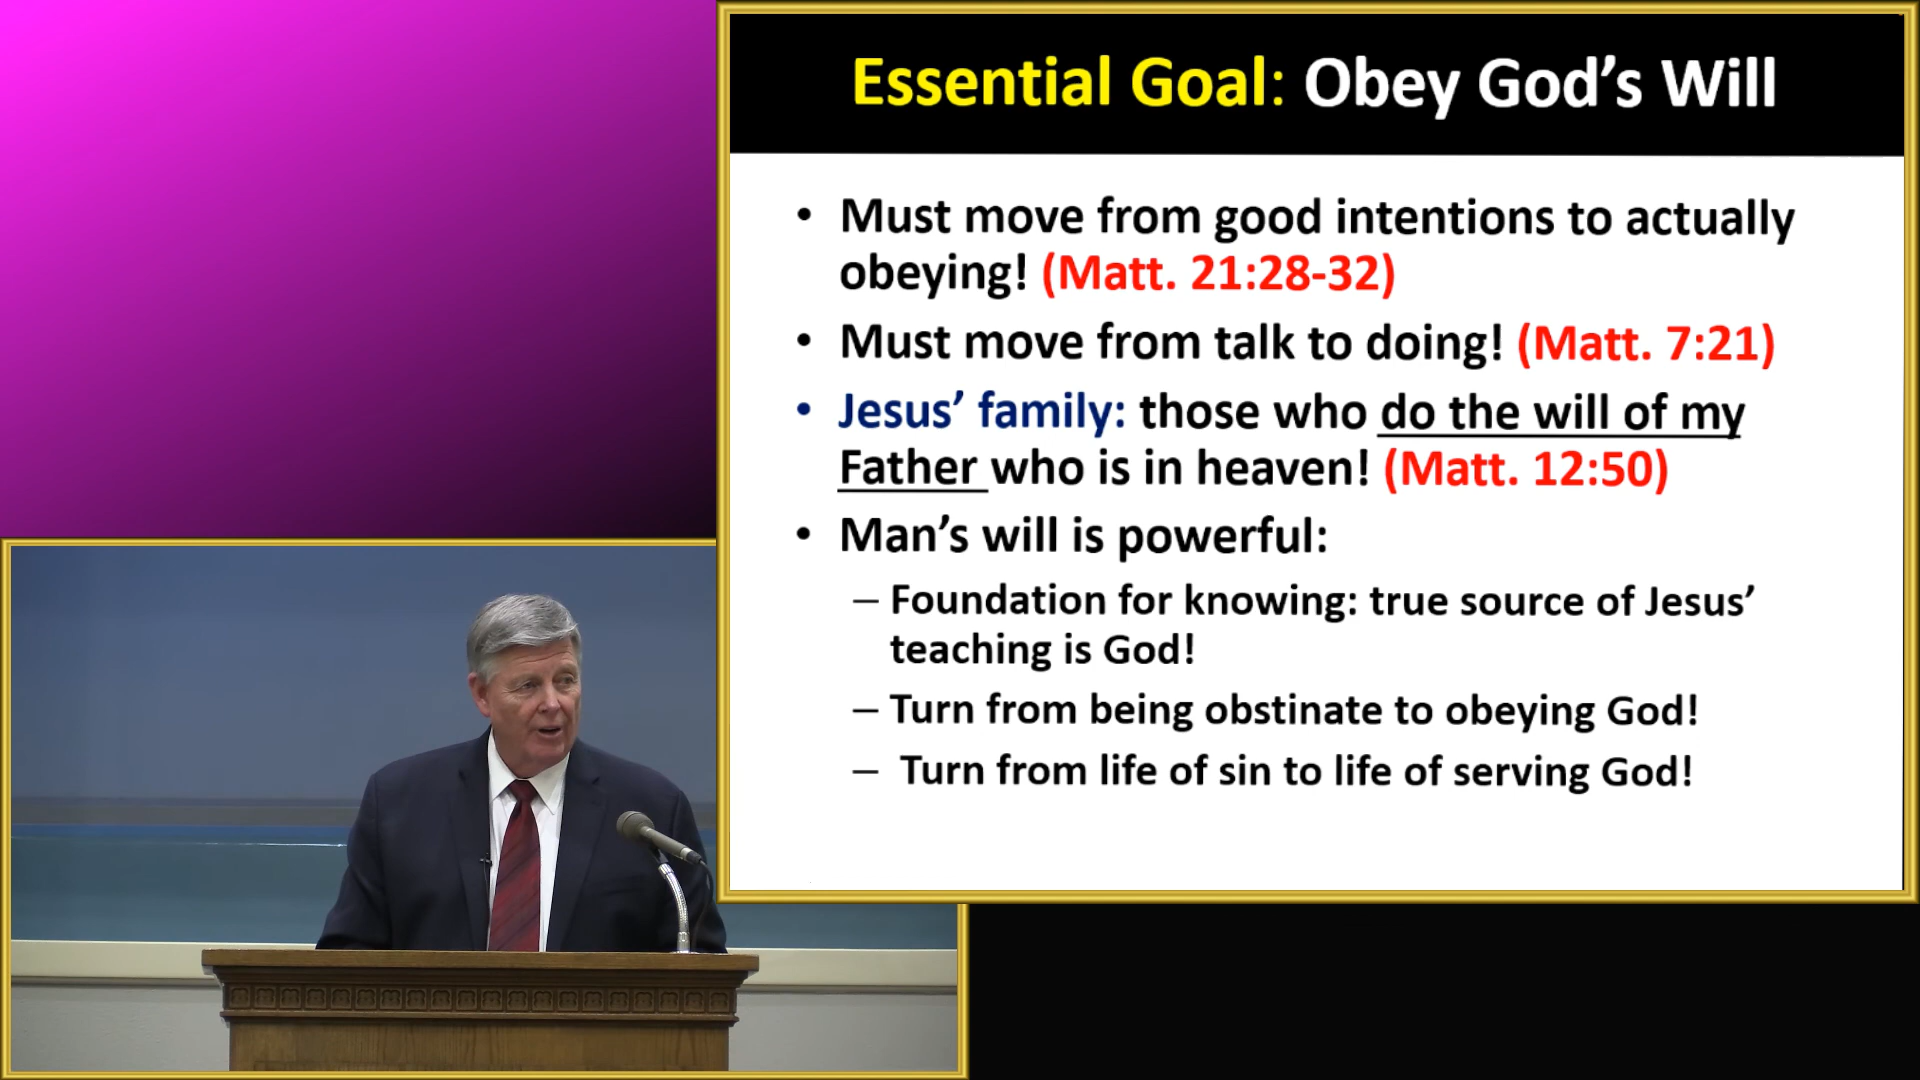 Essential Goal: Obey God’s Will
• Must move from good intentions to actually
obeying! (Matt. 21:28-32)
• Must move from talk to doing! (Matt. 7:21)
• Jesus’ family: those who do the will of my
Father who is in heaven! (Matt. 12:50)
• Man’s will is powerful:
– Foundation for knowing: true source of Jesus’
teaching is God!
– Turn from being obstinate to obeying God!
– Turn from life of sin to life of serving God!